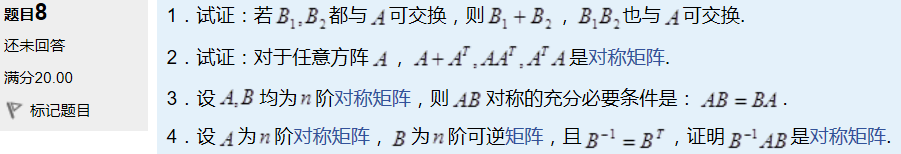 题目8
还未回答
满分20.00
标记题目
1．试证：若 B₁,B₂ 都与 A 可交换，则 B₁+B₂ ，B₁B₂ 也与 A 可交换.
2．试证：对于任意方阵 A ，A+Aᵀ,AAᵀ,AᵀA 是对称矩阵.
3．设 A,B 均为 n 阶对称矩阵，则 AB 对称的充分必要条件是：AB=BA .
4．设 A 为 n 阶对称矩阵，B 为 n 阶可逆矩阵，且 B⁻¹=Bᵀ ，证明 B⁻¹AB 是对称矩阵.